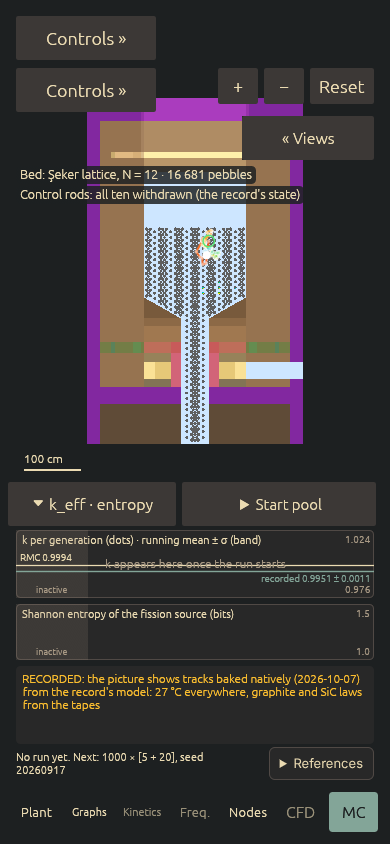 Controls »
Controls »
+
−
Reset
« Views
Bed: Şeker lattice, N = 12 · 16 681 pebbles
Control rods: all ten withdrawn (the record's state)
100 cm
k_eff · entropy
Start pool
k per generation (dots) · running mean ± σ (band)
1.024
RMC 0.9994
k appears here once the run starts
recorded 0.9951 ± 0.0011
inactive
0.976
Shannon entropy of the fission source (bits)
1.5
inactive
1.0
RECORDED: the picture shows tracks baked natively (2026-10-07)
from the record's model: 27 °C everywhere, graphite and SiC laws
from the tapes
No run yet. Next: 1000 × [5 + 20], seed
20260917
References
Plant
Graphs
Kinetics
Freq.
Nodes
CFD
MC